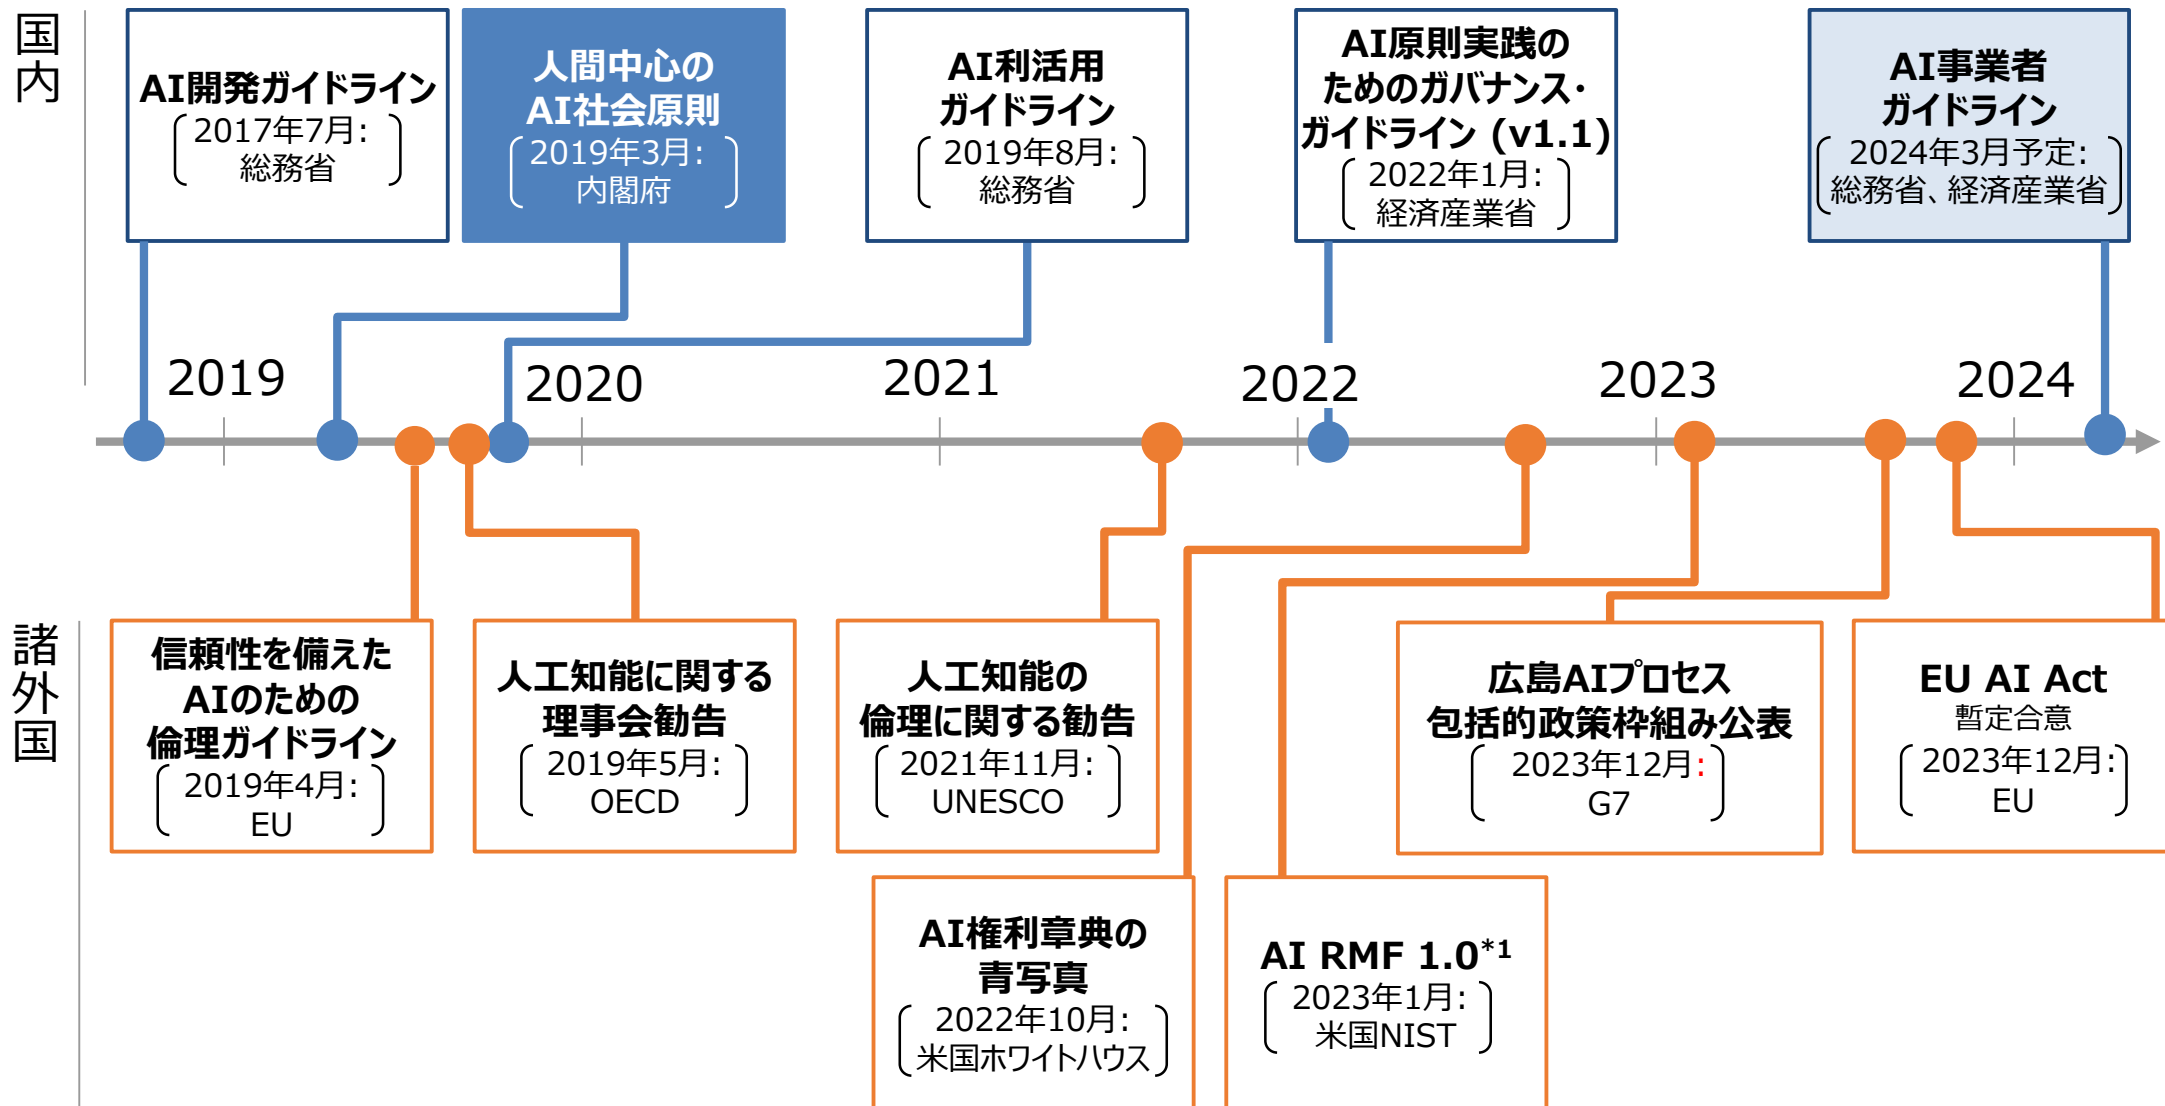 国内
AI開発ガイドライン
2017年7月:
総務省
人間中心の
AI社会原則
2019年3月:
内閣府
AI利活用
ガイドライン
2019年8月:
総務省
AI原則実践の
ためのガバナンス・
ガイドライン (v1.1)
2022年1月:
経済産業省
AI事業者
ガイドライン
2024年3月予定:
総務省、経済産業省
2019
2020
2021
2022
2023
2024
諸外国
信頼性を備えた
AIのための
倫理ガイドライン
2019年4月:
EU
人工知能に関する
理事会勧告
2019年5月:
OECD
人工知能の
倫理に関する勧告
2021年11月:
UNESCO
広島AIプロセス
包括的政策枠組み公表
2023年12月:
G7
EU AI Act
暫定合意
2023年12月:
EU
AI権利章典の
青写真
2022年10月:
米国ホワイトハウス
AI RMF 1.0*1
2023年1月:
米国NIST